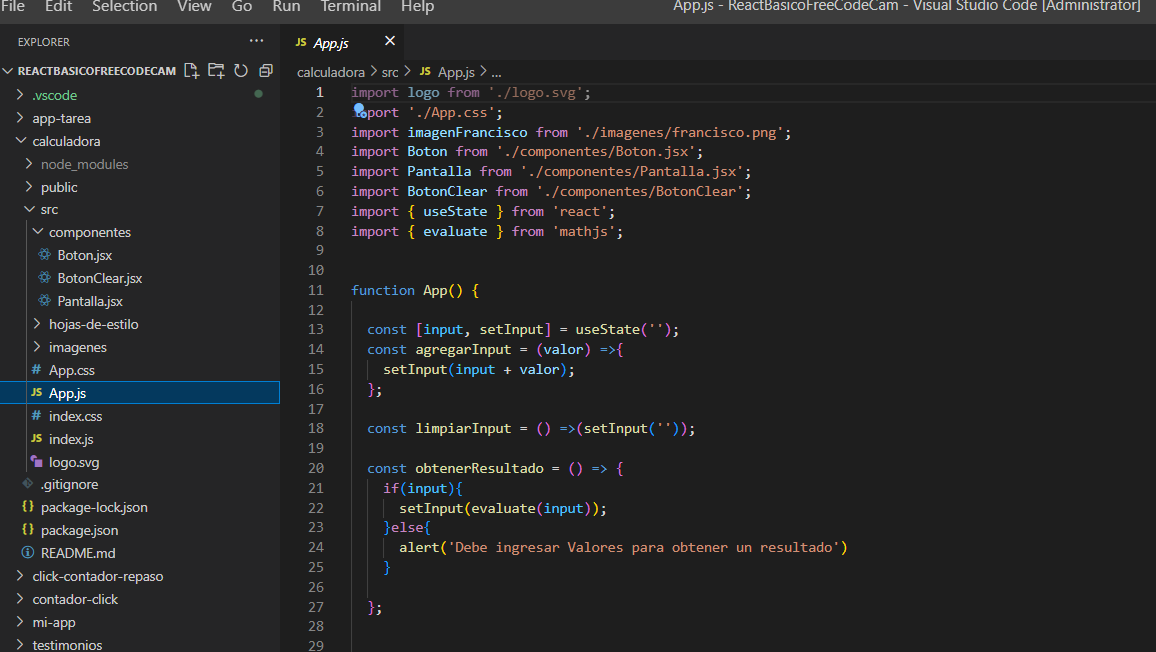 File Edit Selection View Go Run Terminal Help App.js - ReactBasicoFreeCodeCam - Visual Studio Code [Administrator]
EXPLORER ...
REACTBASICOFREECODECAM
.vscode
app-tarea
calculadora
node_modules
public
src
componentes
Boton.jsx
BotonClear.jsx
Pantalla.jsx
hojas-de-estilo
imagenes
# App.css
JS App.js
# index.css
JS index.js
logo.svg
.gitignore
{} package-lock.json
{} package.json
README.md
click-contador-repaso
contador-click
mi-app
testimonios
JS App.js ×
calculadora > src > JS App.js > ...
1 import logo from './logo.svg';
2 import './App.css';
3 import imagenFrancisco from './imagenes/francisco.png';
4 import Boton from './componentes/Boton.jsx';
5 import Pantalla from './componentes/Pantalla.jsx';
6 import BotonClear from './componentes/BotonClear';
7 import { useState } from 'react';
8 import { evaluate } from 'mathjs';
9
10
11 function App() {
12
13 const [input, setInput] = useState('');
14 const agregarInput = (valor) =>{
15 setInput(input + valor);
16 };
17
18 const limpiarInput = () =>(setInput(''));
19
20 const obtenerResultado = () => {
21 if(input){
22 setInput(evaluate(input));
23 }else{
24 alert('Debe ingresar Valores para obtener un resultado')
25 }
26
27 };
28
29